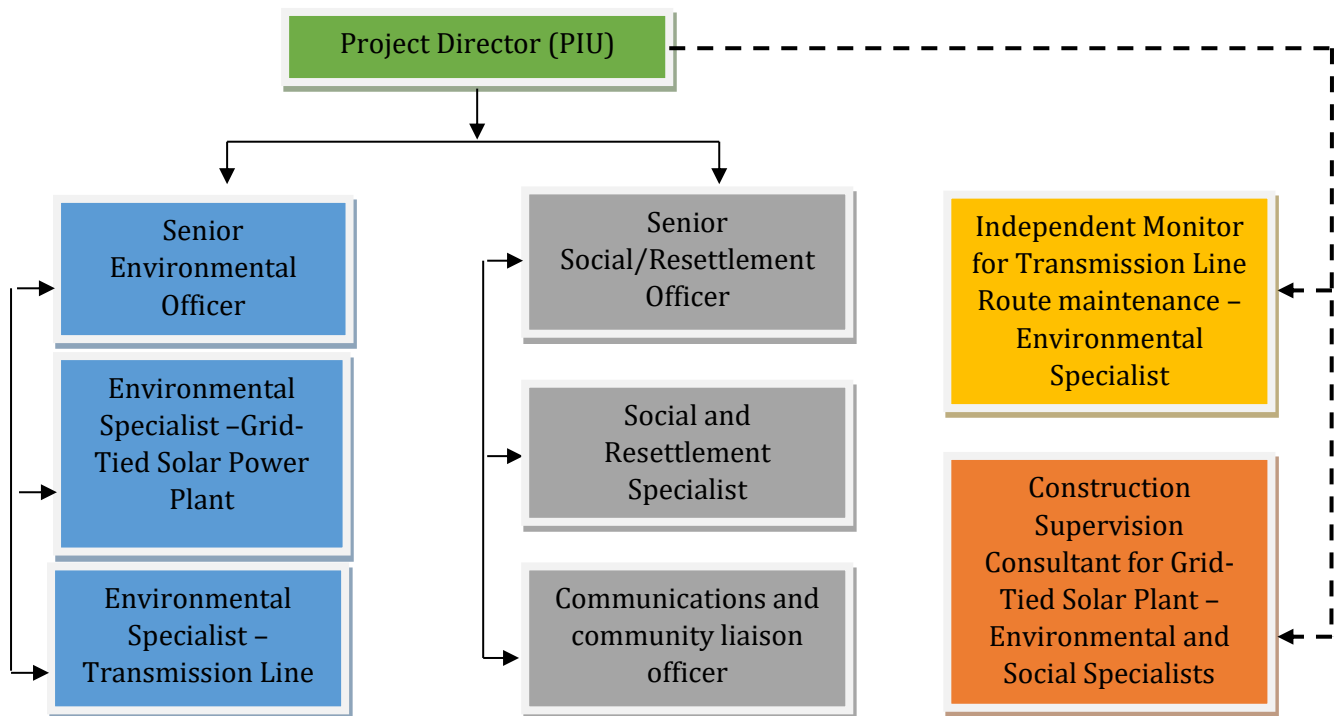 Project Director (PIU)
Senior
Environmental
Officer
Environmental
Specialist –Grid-
Tied Solar Power
Plant
Environmental
Specialist –
Transmission Line
Senior
Social/Resettlement
Officer
Social and
Resettlement
Specialist
Communications and
community liaison
officer
Independent Monitor
for Transmission Line
Route maintenance –
Environmental
Specialist
Construction
Supervision
Consultant for Grid-
Tied Solar Plant –
Environmental and
Social Specialists